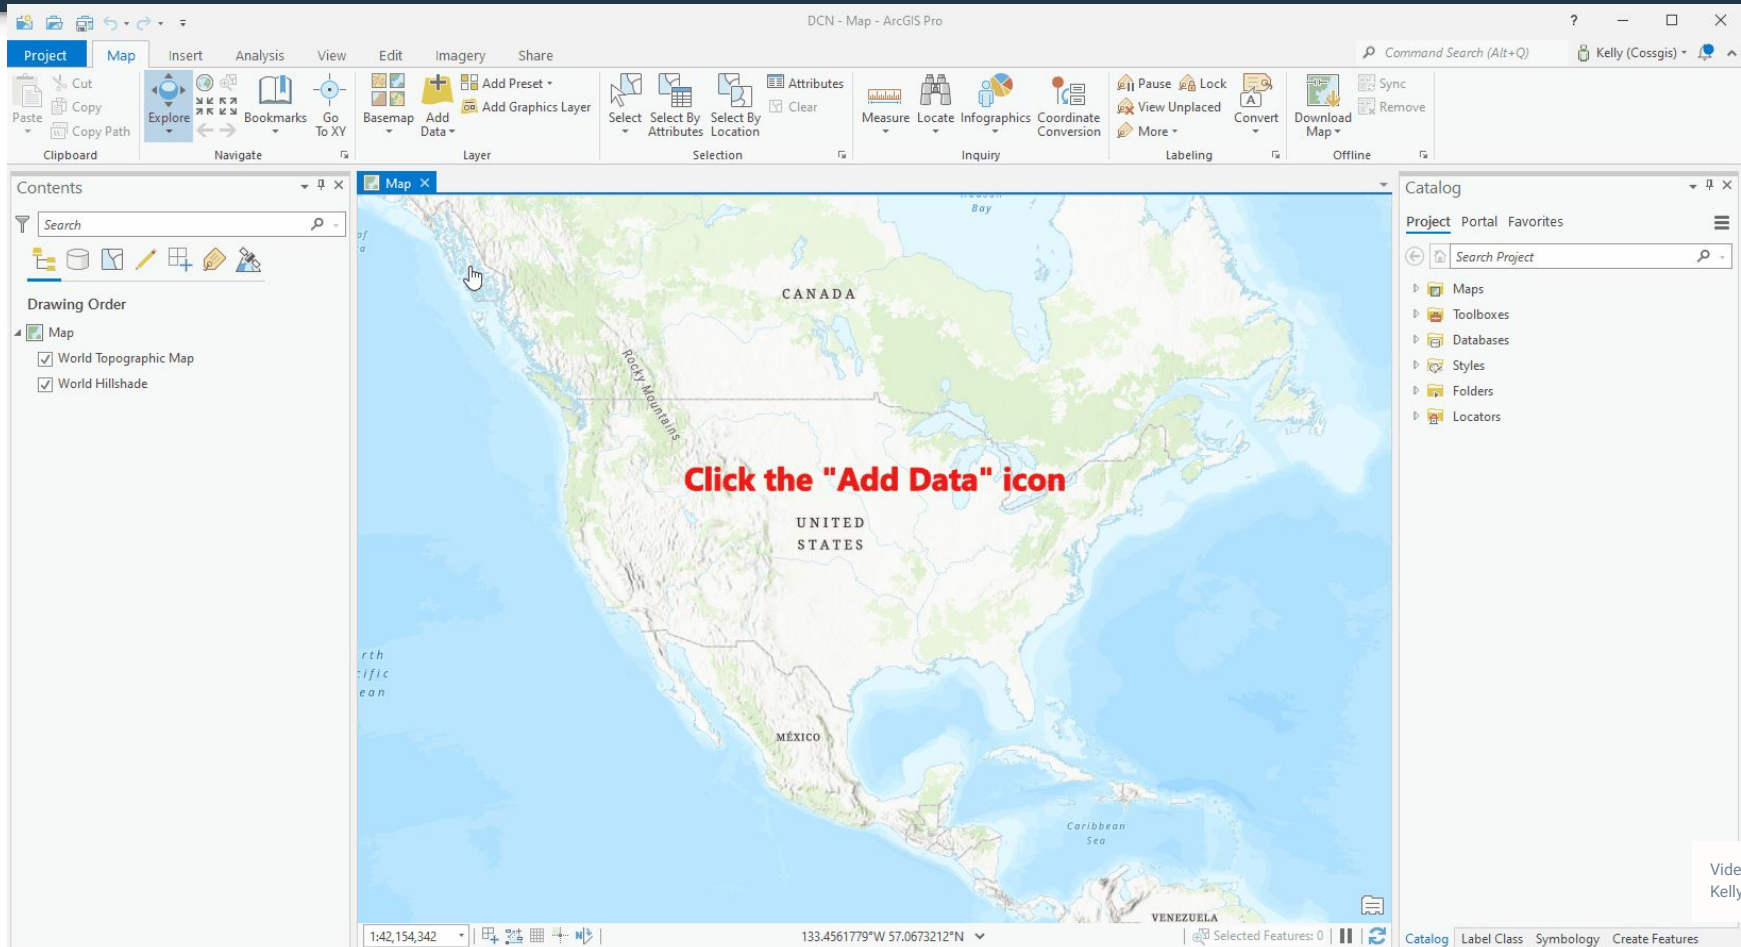 DCN - Map - ArcGIS Pro
?
Project Map Insert Analysis View Edit Imagery Share
Command Search (Alt+Q)
Kelly (Cossgis)
Paste
Cut
Copy
Copy Path
Clipboard
Explore
Bookmarks
Go
To XY
Navigate
Basemap
Add
Data
Add Preset
Add Graphics Layer
Layer
Select
Select By
Attributes
Select By
Location
Attributes
Clear
Selection
Measure
Locate
Infographics
Coordinate
Conversion
Inquiry
Pause
Lock
View Unplaced
More
Convert
Labeling
Download
Map
Sync
Remove
Offline
Contents
Search
Drawing Order
Map
World Topographic Map
World Hillshade
Map
Bay
of
CANADA
Rocky Mountains
Click the "Add Data" icon
UNITED
STATES
rth
ific
ean
MÉXICO
Caribbean
Sea
VENEZUELA
1:42,154,342
133.4561779°W 57.0673212°N
Selected Features: 0
Catalog
Project Portal Favorites
Search Project
Maps
Toolboxes
Databases
Styles
Folders
Locators
Vide
Kelly
Catalog Label Class Symbology Create Features